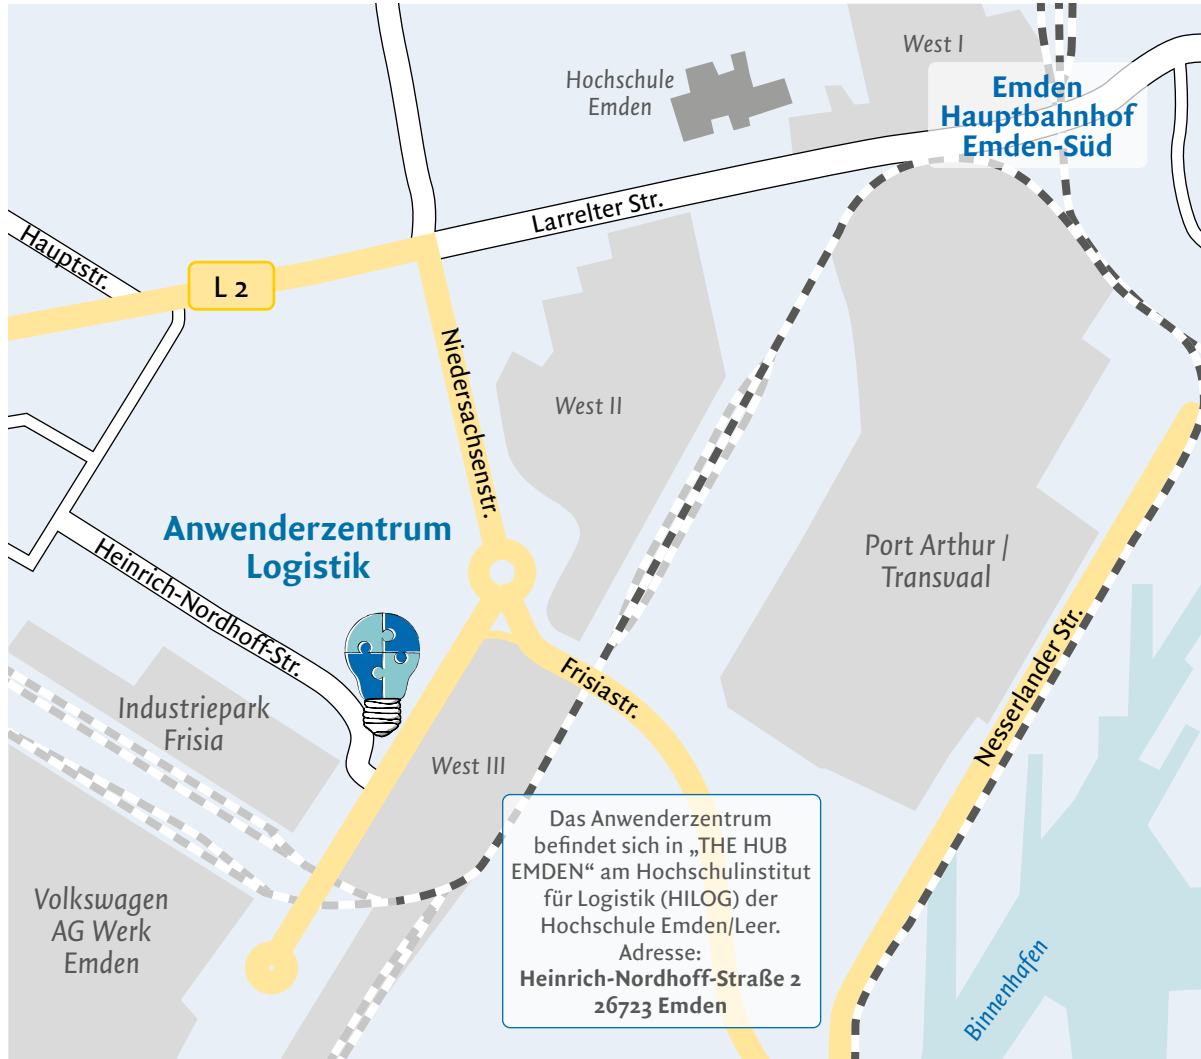 West I
Hochschule
Emden
Emden
Hauptbahnhof
Emden-Süd
Larrelter Str.
Hauptstr.
L 2
Niedersachsenstr.
West II
Anwenderzentrum
Logistik
Port Arthur /
Transvaal
Heinrich-Nordhoff-Str.
Nesserlander Str.
Frisiastr.
Industriepark
Frisia
West III
Das Anwenderzentrum
befindet sich in „THE HUB
EMDEN“ am Hochschulinstitut
für Logistik (HILOG) der
Hochschule Emden/Leer.
Adresse:
Heinrich-Nordhoff-Straße 2
26723 Emden
Volkswagen
AG Werk
Emden
Binnenhafen